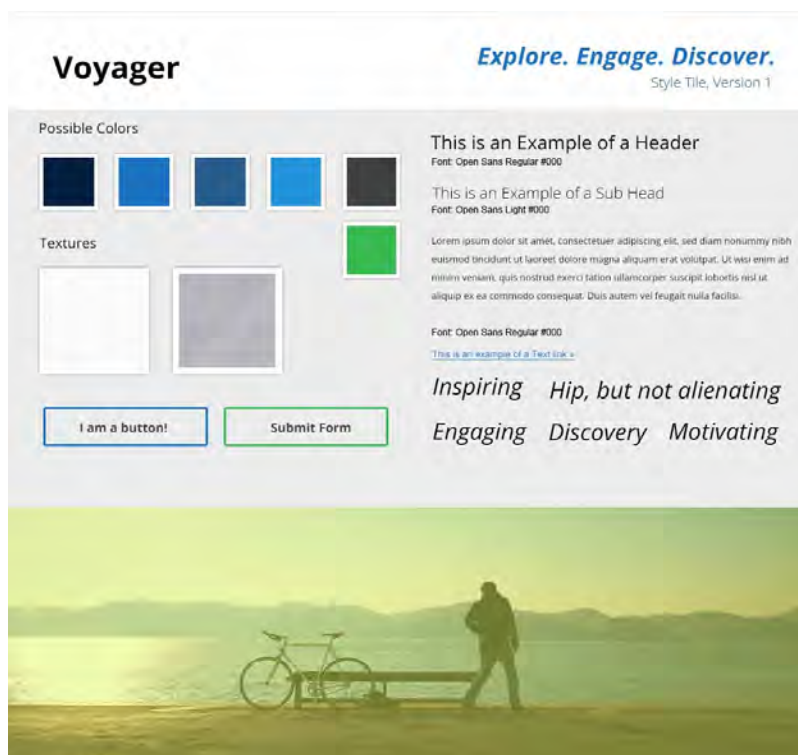 Voyager
Explore. Engage. Discover.
Style Tile, Version 1
Possible Colors
Textures
I am a button!
Submit Form
This is an Example of a Header
Font: Open Sans Regular #000
This is an Example of a Sub Head
Font: Open Sans Light #000
Lorem ipsum dolor sit amet, consectetuer adipiscing elit, sed diam nonummy nibh
euismod tincidunt ut laoreet dolore magna aliquam erat volutpat. Ut wisi enim ad
minim veniam, quis nostrud exerci tation ullamcorper suscipit lobortis nisl ut
aliquip ex ea commodo consequat. Duis autem vel feugait nulla facilisi.
Font: Open Sans Regular #000
This is an example of a Text link »
Inspiring Hip, but not alienating
Engaging Discovery Motivating